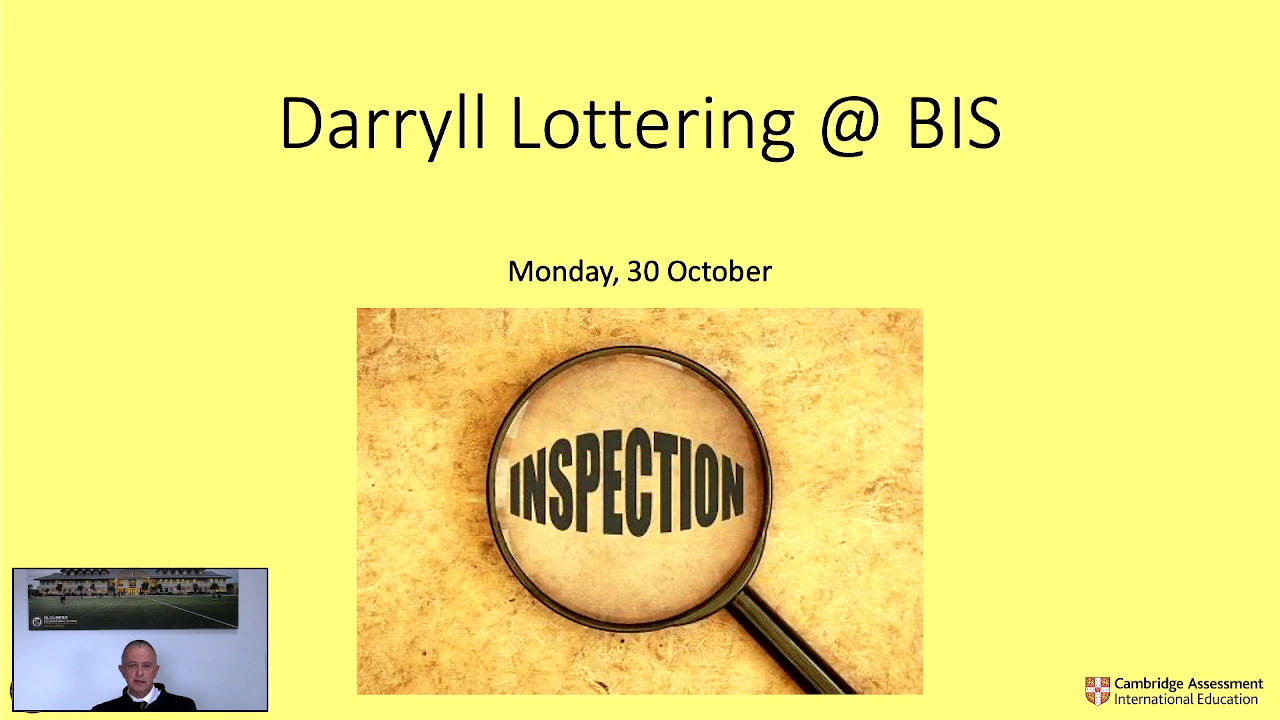 Darryll Lottering @ BIS
Monday, 30 October
INSPECTION
Cambridge Assessment
International Education